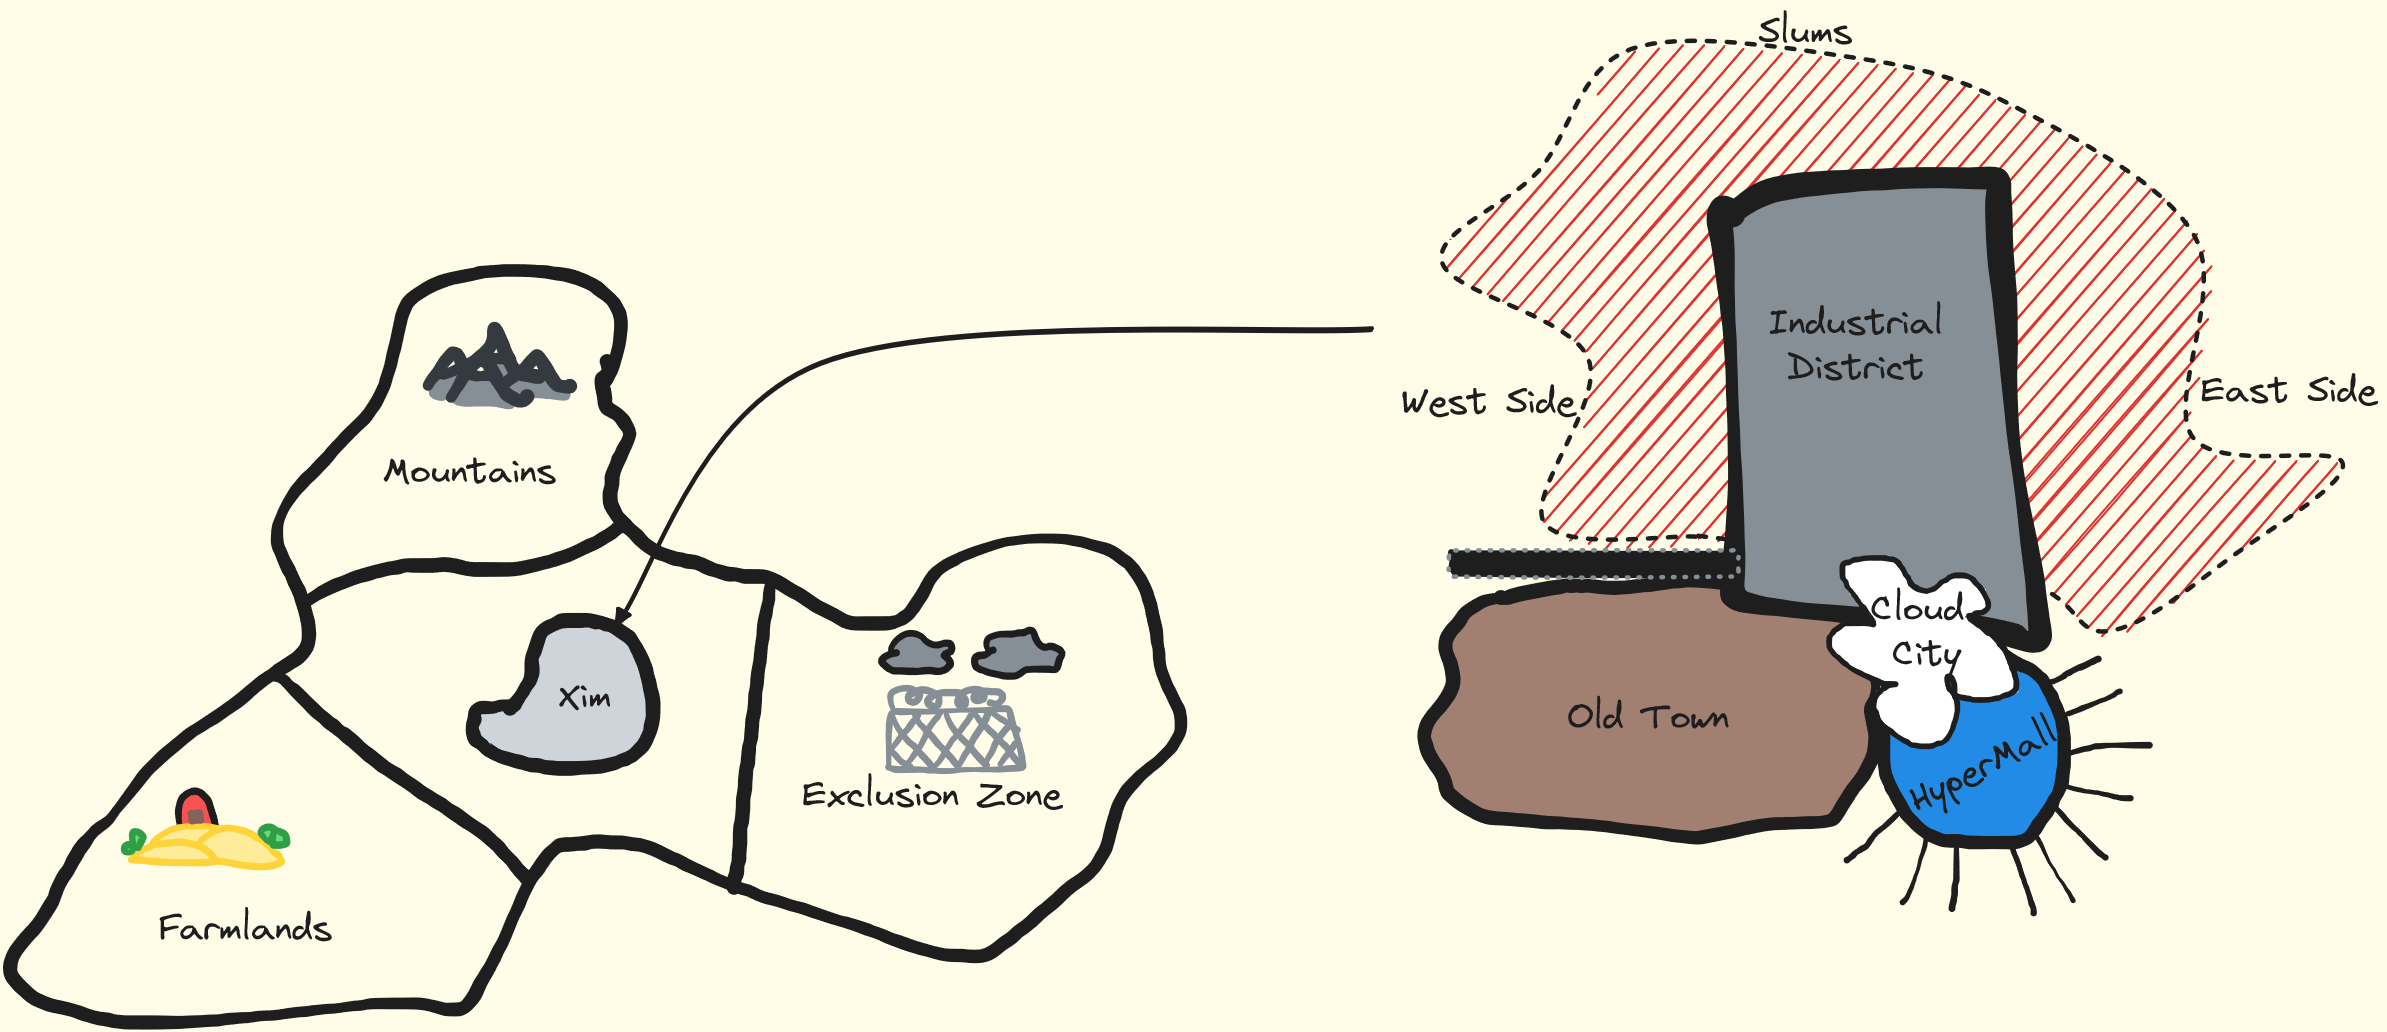 Slums
Industrial
District
West Side
East Side
Mountains
Cloud
City
Xim
Old Town
HyperMall
Exclusion Zone
Farmlands